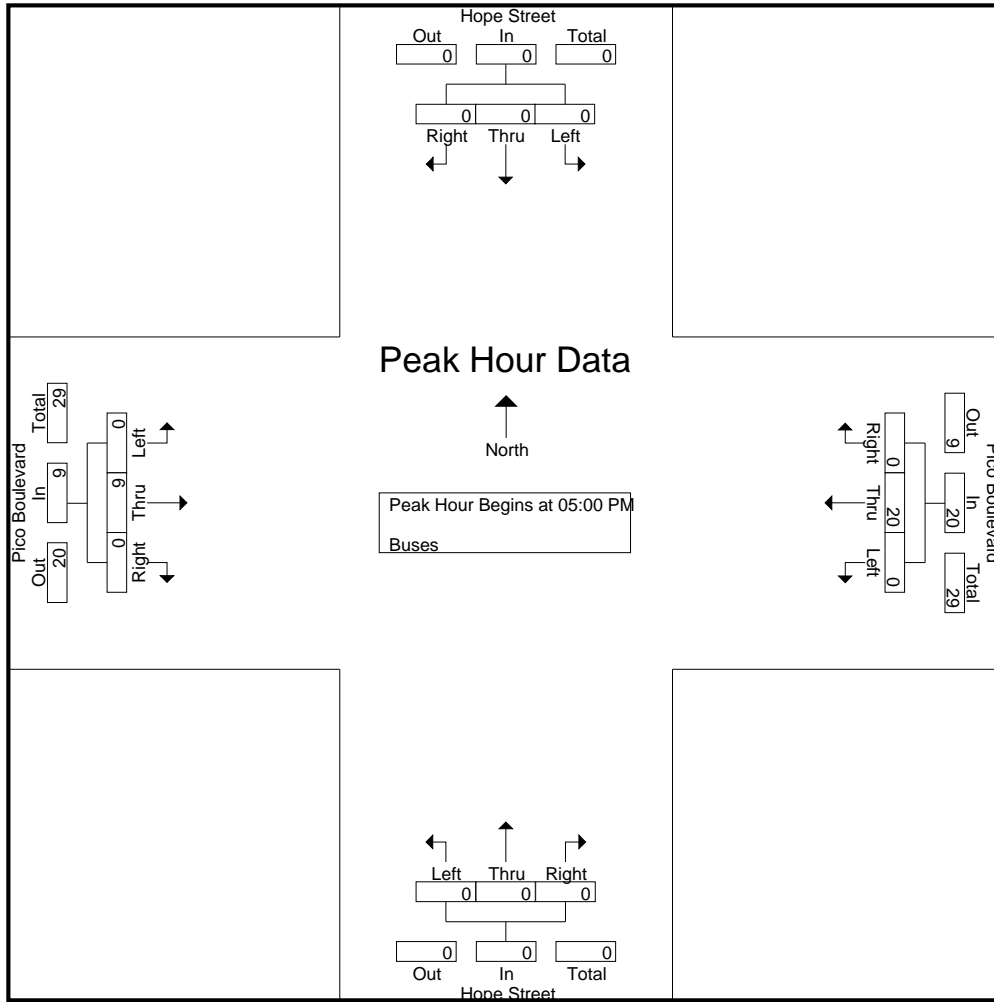 Hope Street
Out In Total
0 0 0
0 0 0
Right Thru Left
Peak Hour Data
North
Peak Hour Begins at 05:00 PM
Buses
Pico Boulevard
Total In Out
29 9 20
0 9 0
Left Thru Right
Pico Boulevard
Out In Total
9 20 29
0 20 0
Right Thru Left
Left Thru Right
0 0 0
0 0 0
Out In Total
Hope Street